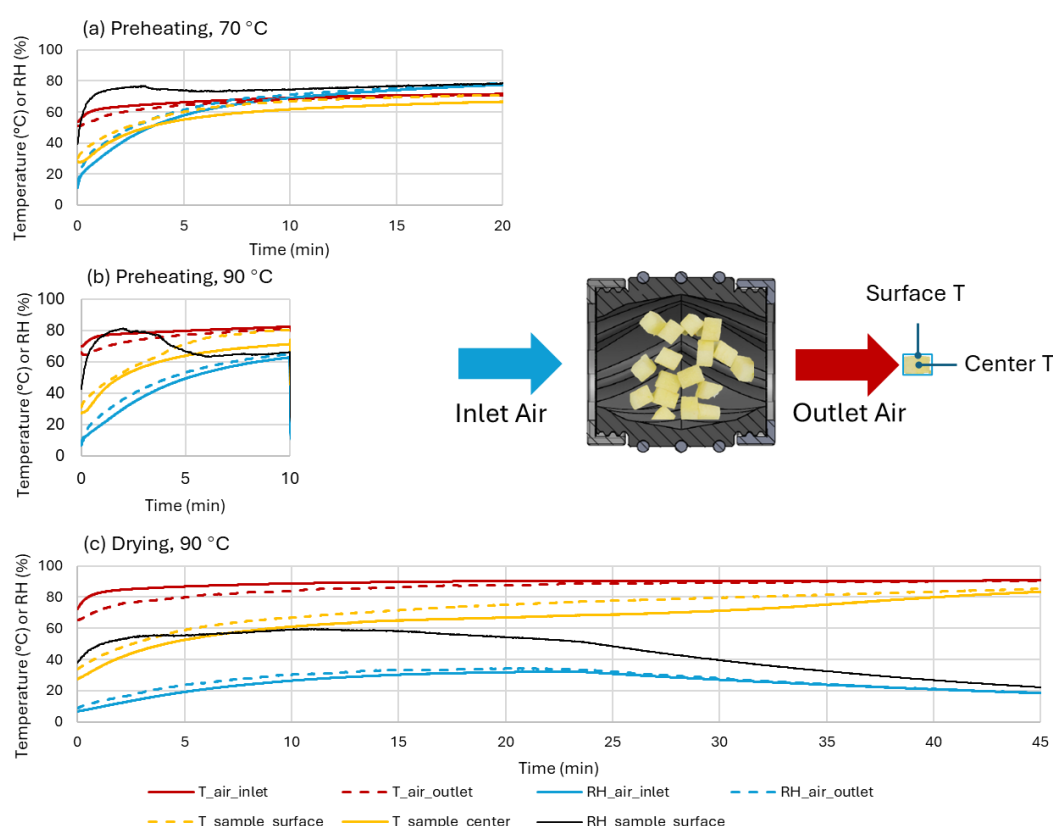 (a) Preheating, 70 °C
Temperature (°C) or RH (%)
100
80
60
40
20
0
0 5 10 15 20
Time (min)
(b) Preheating, 90 °C
Temperature (°C) or RH (%)
100
80
60
40
20
0
0 5 10
Time (min)
Inlet Air
Outlet Air
Surface T
Center T
(c) Drying, 90 °C
Temperature (°C) or RH (%)
100
80
60
40
20
0
0 5 10 15 20 25 30 35 40 45
Time (min)
T_air_inlet T_air_outlet RH_air_inlet RH_air_outlet
T_sample_surface T_sample_center RH_sample_surface